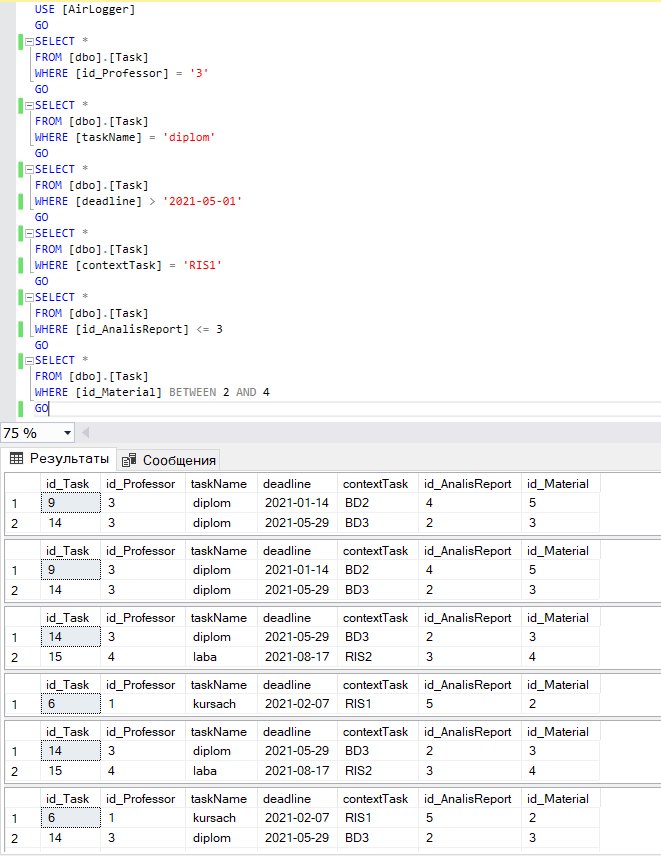 USE [AirLogger]
GO
SELECT *
FROM [dbo].[Task]
WHERE [id_Professor] = '3'
GO
SELECT *
FROM [dbo].[Task]
WHERE [taskName] = 'diplom'
GO
SELECT *
FROM [dbo].[Task]
WHERE [deadline] > '2021-05-01'
GO
SELECT *
FROM [dbo].[Task]
WHERE [contextTask] = 'RIS1'
GO
SELECT *
FROM [dbo].[Task]
WHERE [id_AnalisReport] <= 3
GO
SELECT *
FROM [dbo].[Task]
WHERE [id_Material] BETWEEN 2 AND 4
GO
75 %
Результаты Сообщения
id_Task id_Professor taskName deadline contextTask id_AnalisReport id_Material
1 9 3 diplom 2021-01-14 BD2 4 5
2 14 3 diplom 2021-05-29 BD3 2 3
id_Task id_Professor taskName deadline contextTask id_AnalisReport id_Material
1 9 3 diplom 2021-01-14 BD2 4 5
2 14 3 diplom 2021-05-29 BD3 2 3
id_Task id_Professor taskName deadline contextTask id_AnalisReport id_Material
1 14 3 diplom 2021-05-29 BD3 2 3
2 15 4 laba 2021-08-17 RIS2 3 4
id_Task id_Professor taskName deadline contextTask id_AnalisReport id_Material
1 6 1 kursach 2021-02-07 RIS1 5 2
id_Task id_Professor taskName deadline contextTask id_AnalisReport id_Material
1 14 3 diplom 2021-05-29 BD3 2 3
2 15 4 laba 2021-08-17 RIS2 3 4
id_Task id_Professor taskName deadline contextTask id_AnalisReport id_Material
1 6 1 kursach 2021-02-07 RIS1 5 2
2 14 3 diplom 2021-05-29 BD3 2 3